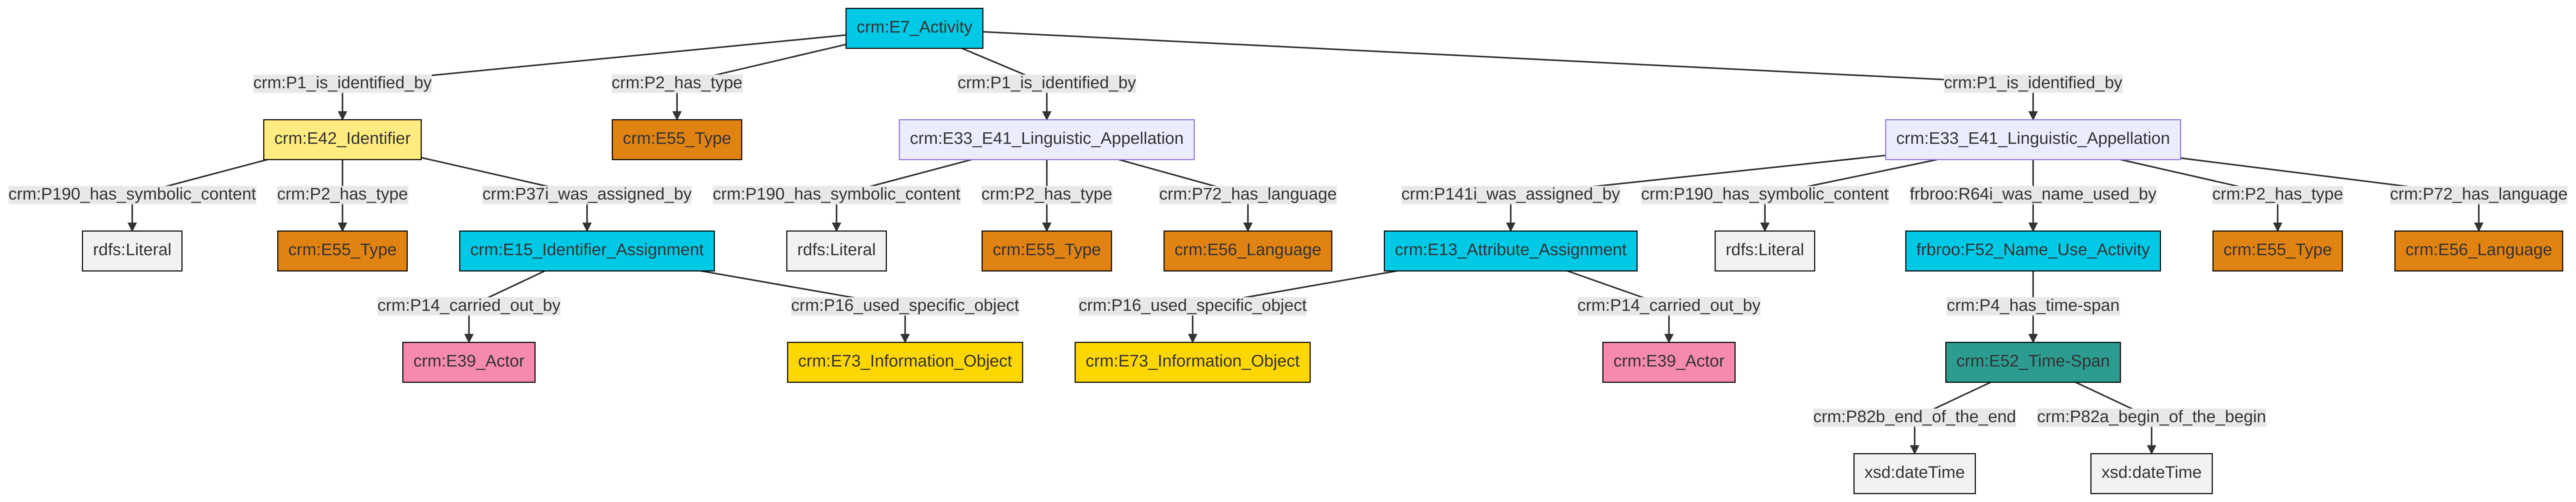 crm:E7_Activity
crm:P1_is_identified_by
crm:P2_has_type
crm:P1_is_identified_by
crm:P1_is_identified_by
crm:E42_Identifier
crm:E55_Type
crm:E33_E41_Linguistic_Appellation
crm:E33_E41_Linguistic_Appellation
crm:P190_has_symbolic_content
crm:P2_has_type
crm:P37i_was_assigned_by
crm:P190_has_symbolic_content
crm:P2_has_type
crm:P72_has_language
crm:P141i_was_assigned_by
crm:P190_has_symbolic_content
frbroo:R64i_was_name_used_by
crm:P2_has_type
crm:P72_has_language
rdfs:Literal
crm:E55_Type
crm:E15_Identifier_Assignment
rdfs:Literal
crm:E55_Type
crm:E56_Language
crm:E13_Attribute_Assignment
rdfs:Literal
frbroo:F52_Name_Use_Activity
crm:E55_Type
crm:E56_Language
crm:P14_carried_out_by
crm:P16_used_specific_object
crm:P16_used_specific_object
crm:P14_carried_out_by
crm:P4_has_time-span
crm:E39_Actor
crm:E73_Information_Object
crm:E73_Information_Object
crm:E39_Actor
crm:E52_Time-Span
crm:P82b_end_of_the_end
crm:P82a_begin_of_the_begin
xsd:dateTime
xsd:dateTime